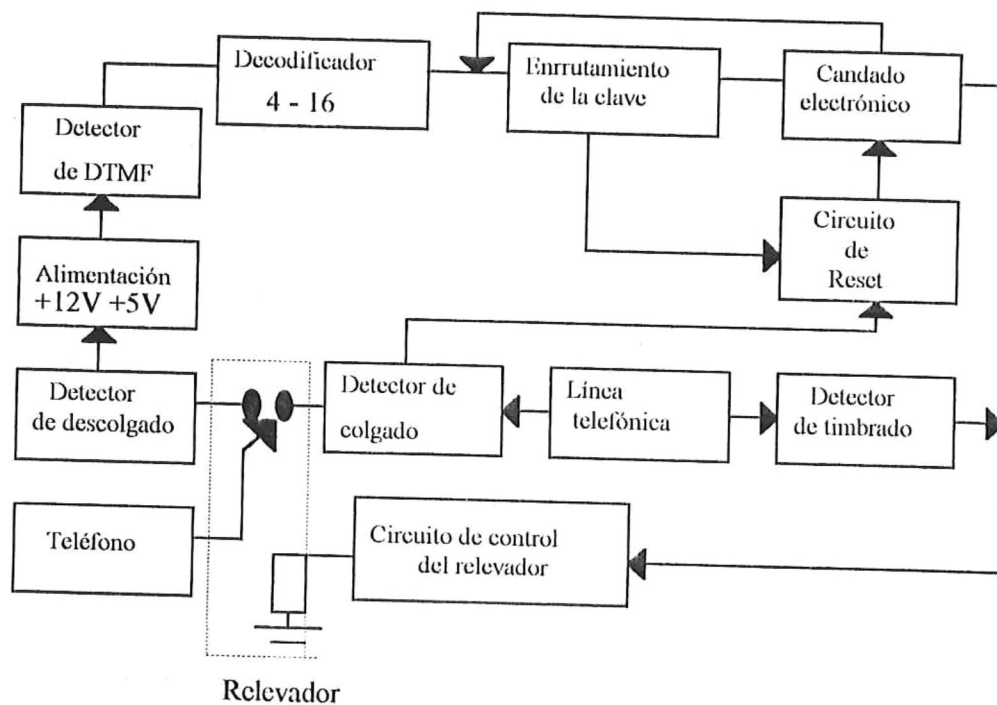 Decodificador
4 - 16
Enrrutamiento
de la clave
Candado
electrónico
Detector
de DTMF
Circuito
de
Reset
Alimentación
+12V +5V
Detector
de descolgado
Detector de
colgado
Línea
telefónica
Detector
de timbrado
Teléfono
Circuito de control
del relevador
Relevador